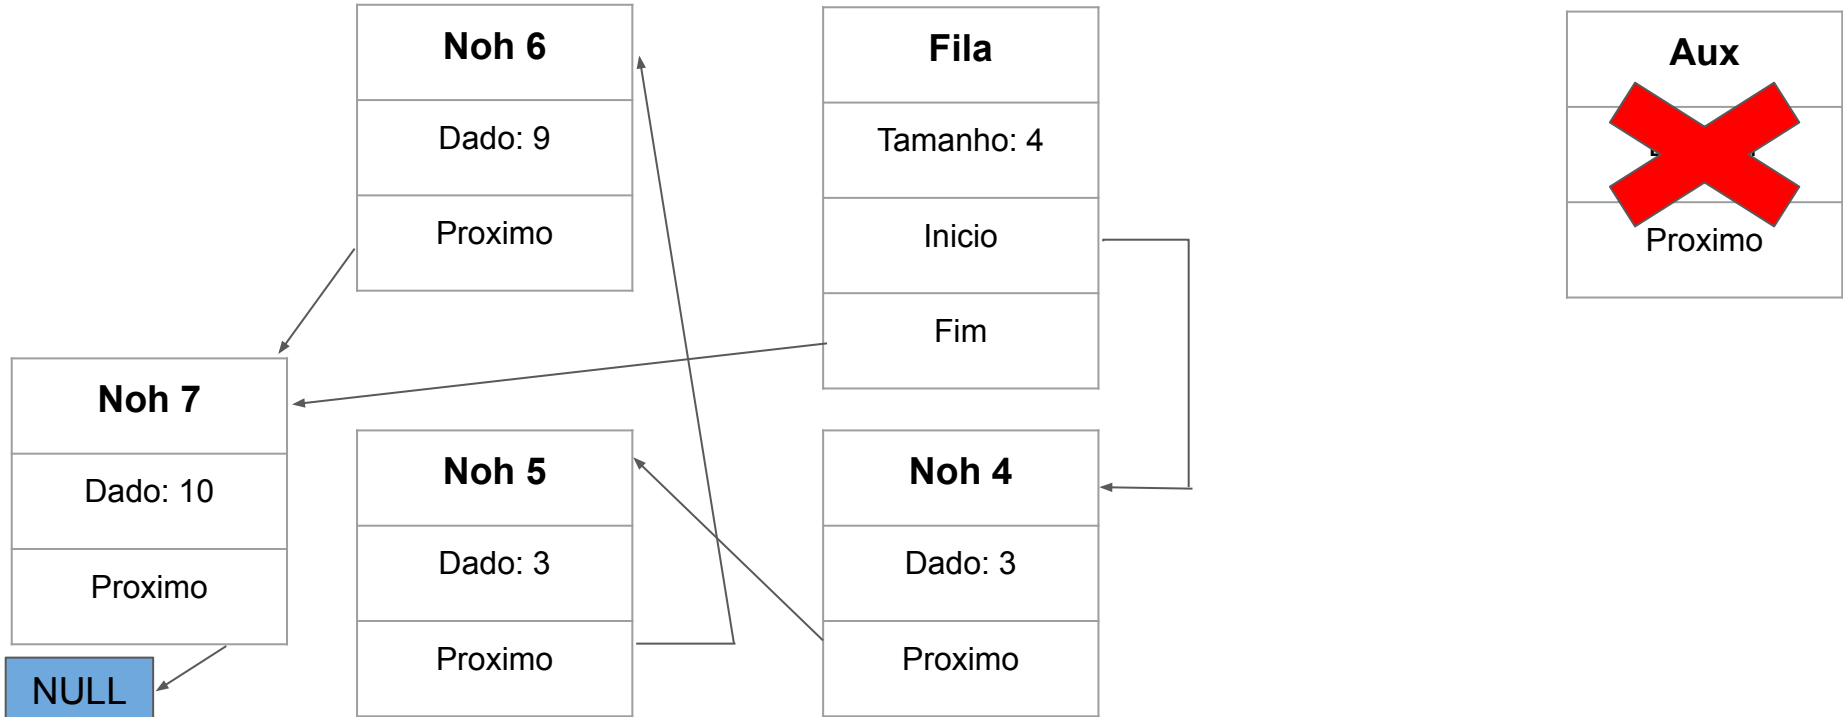 Noh 6
Dado: 9
Proximo
Fila
Tamanho: 4
Inicio
Fim
Aux
Proximo
Noh 7
Dado: 10
Proximo
NULL
Noh 5
Dado: 3
Proximo
Noh 4
Dado: 3
Proximo